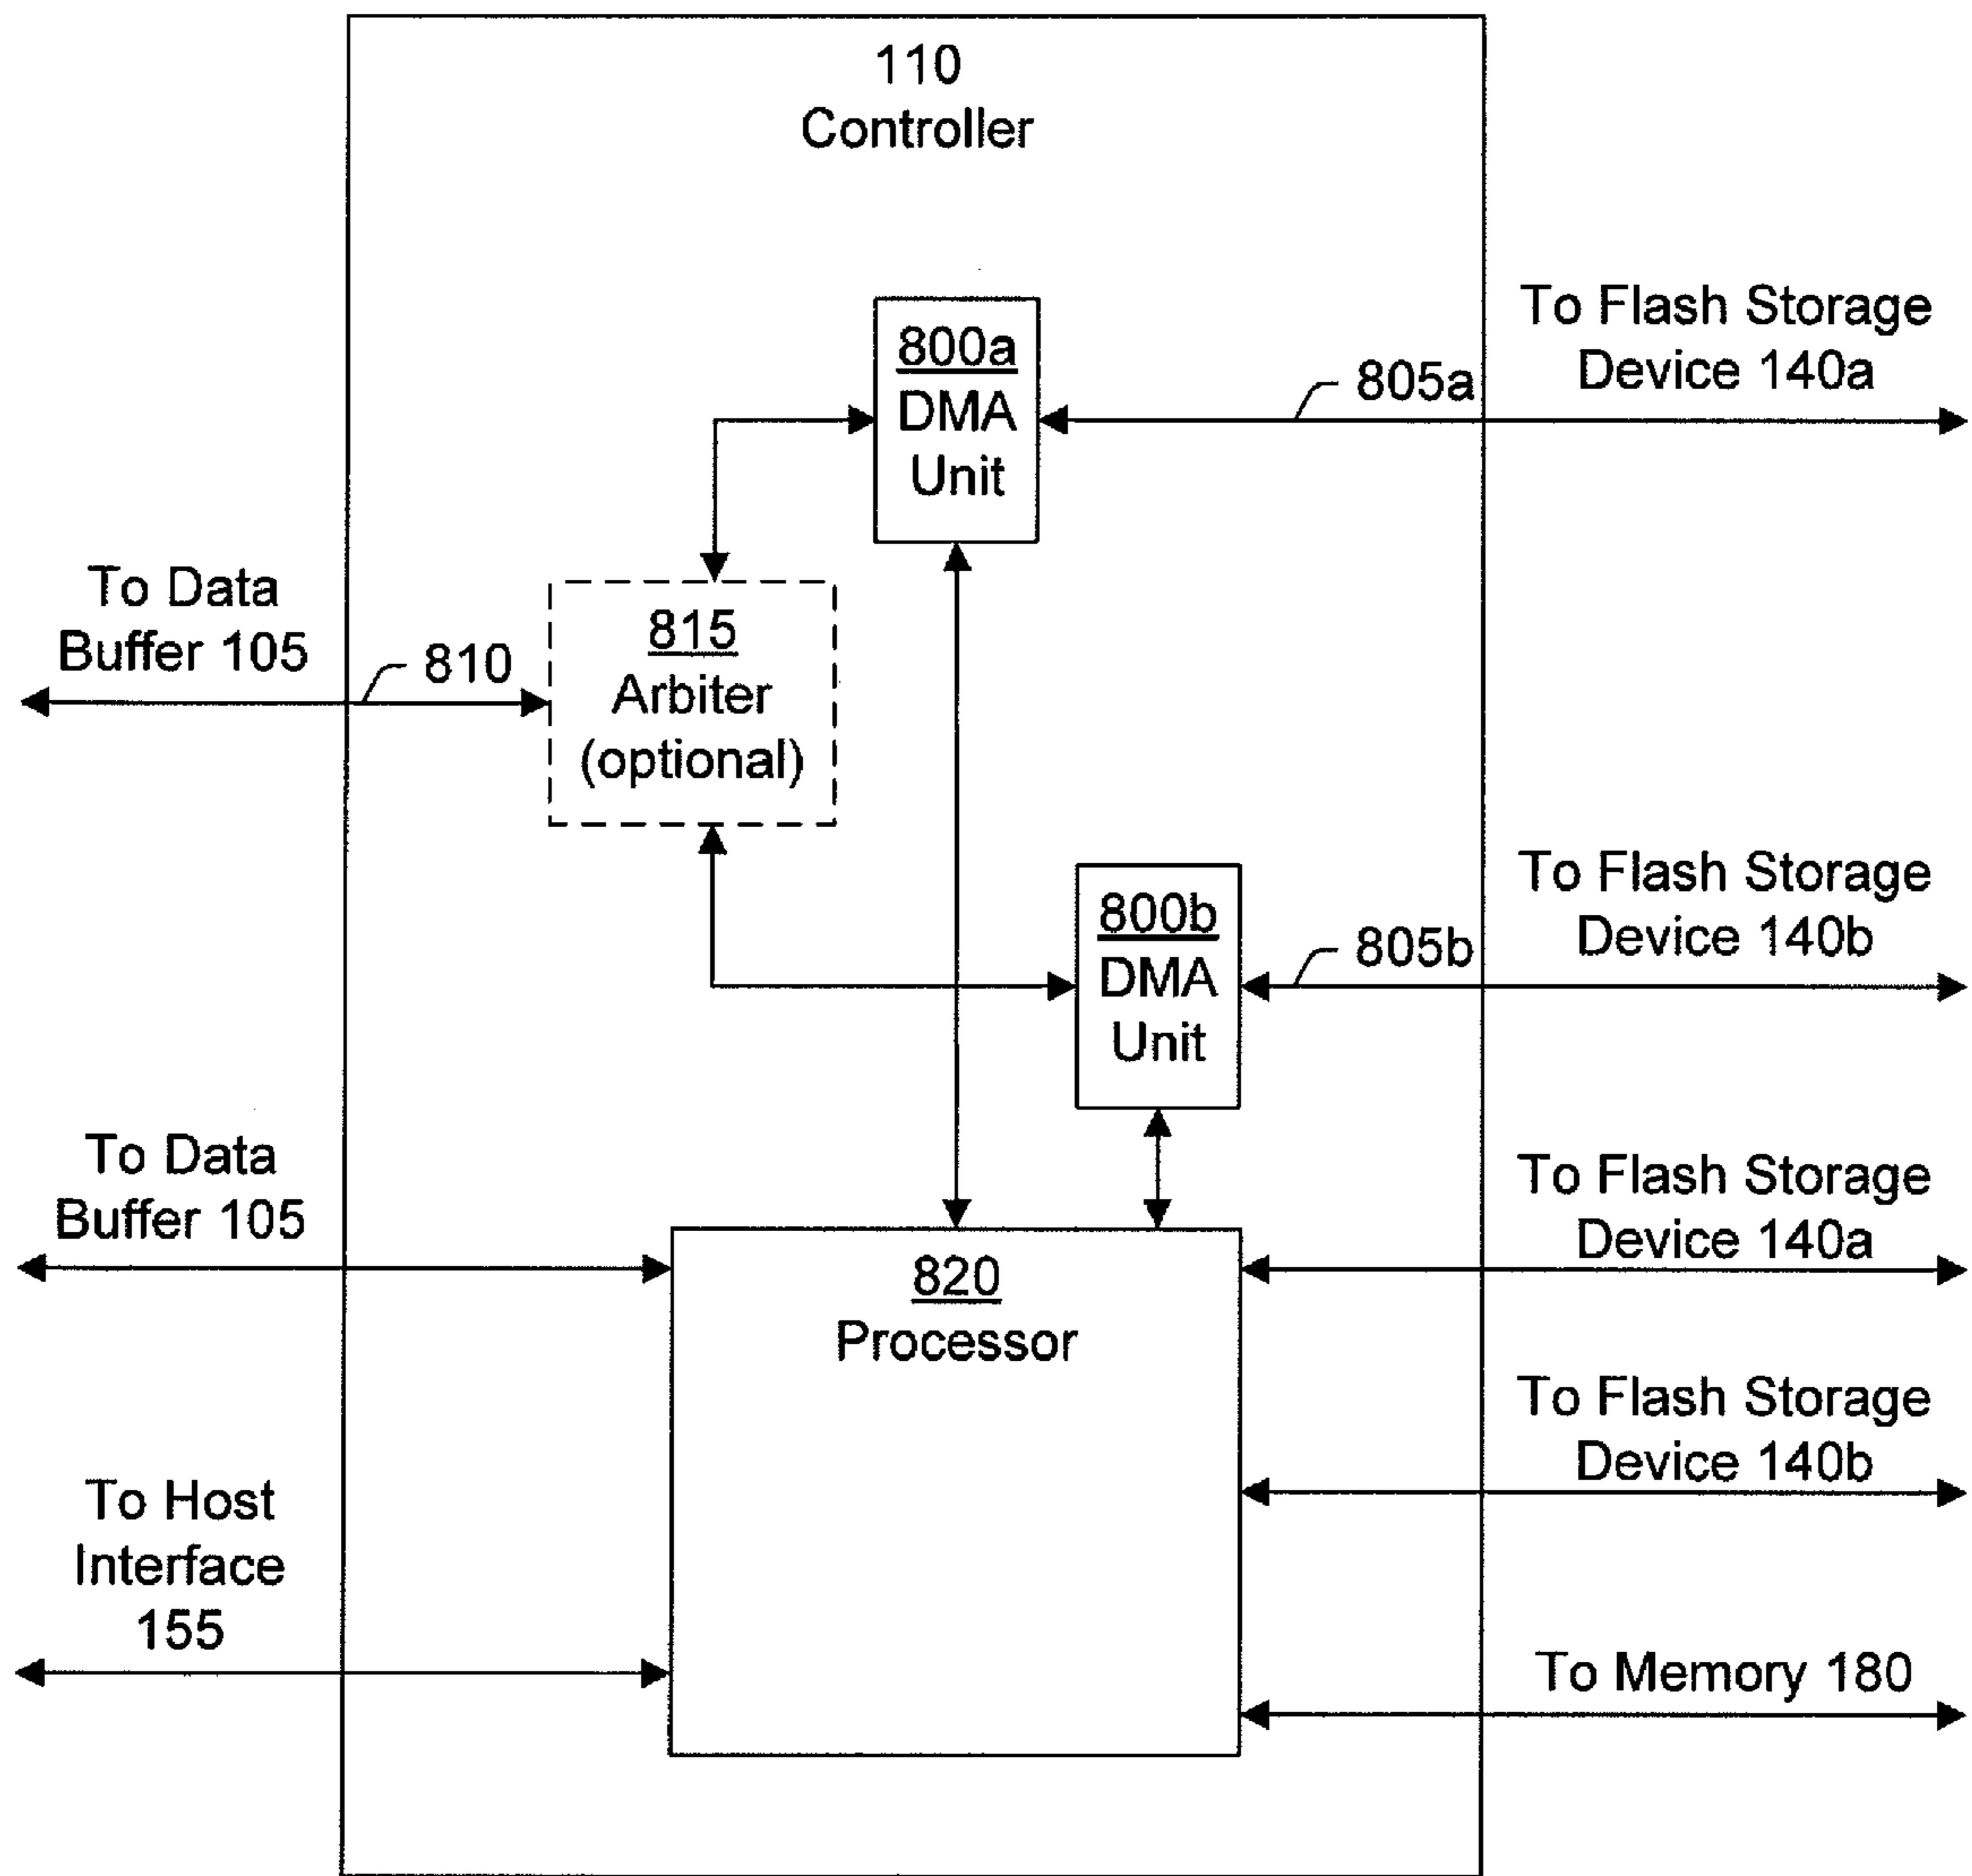 110
Controller
800a
DMA
Unit
To Flash Storage
Device 140a
805a
To Data
Buffer 105
810
815
Arbiter
(optional)
800b
DMA
Unit
To Flash Storage
Device 140b
805b
To Data
Buffer 105
820
Processor
To Flash Storage
Device 140a
To Flash Storage
Device 140b
To Host
Interface
155
To Memory 180